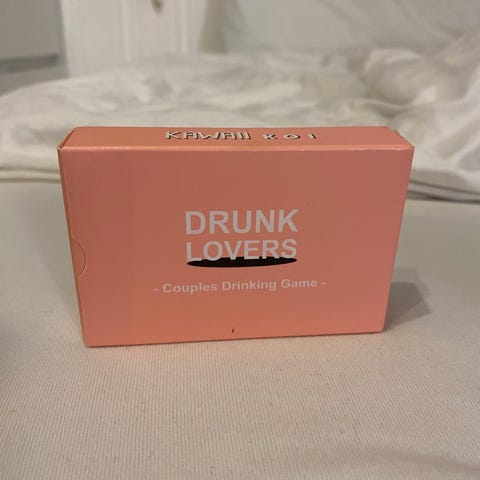 KAWAII KOI
DRUNK
LOVERS
- Couples Drinking Game -